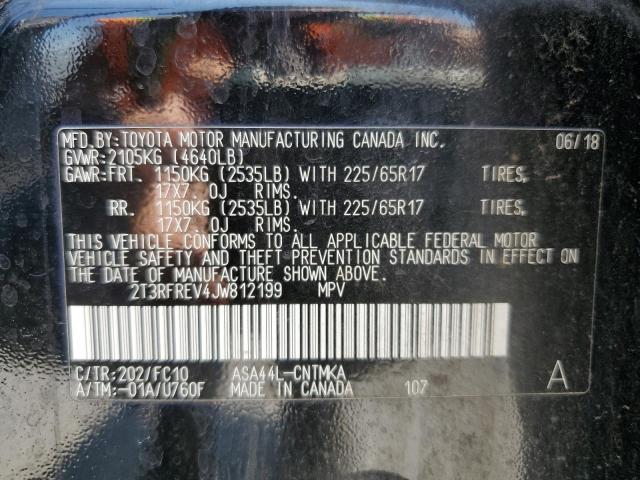 MFD.BY:TOYOTA MOTOR MANUFACTURING CANADA INC. 06/18
GVWR:2105KG (4640LB)
GAWR:FRT. 1150KG (2535LB) WITH 225/65R17 TIRES,
17X7.0J RIMS.
RR. 1150KG (2535LB) WITH 225/65R17 TIRES,
17X7.0J RIMS.
THIS VEHICLE CONFORMS TO ALL APPLICABLE FEDERAL MOTOR
VEHICLE SAFETY AND THEFT PREVENTION STANDARDS IN EFFECT ON
THE DATE OF MANUFACTURE SHOWN ABOVE.
2T3RFREV4JW812199 MPV
C/TR:202/FC10 ASA44L-CNTMKA
A/TM:-01A/U760F MADE IN CANADA 107 A